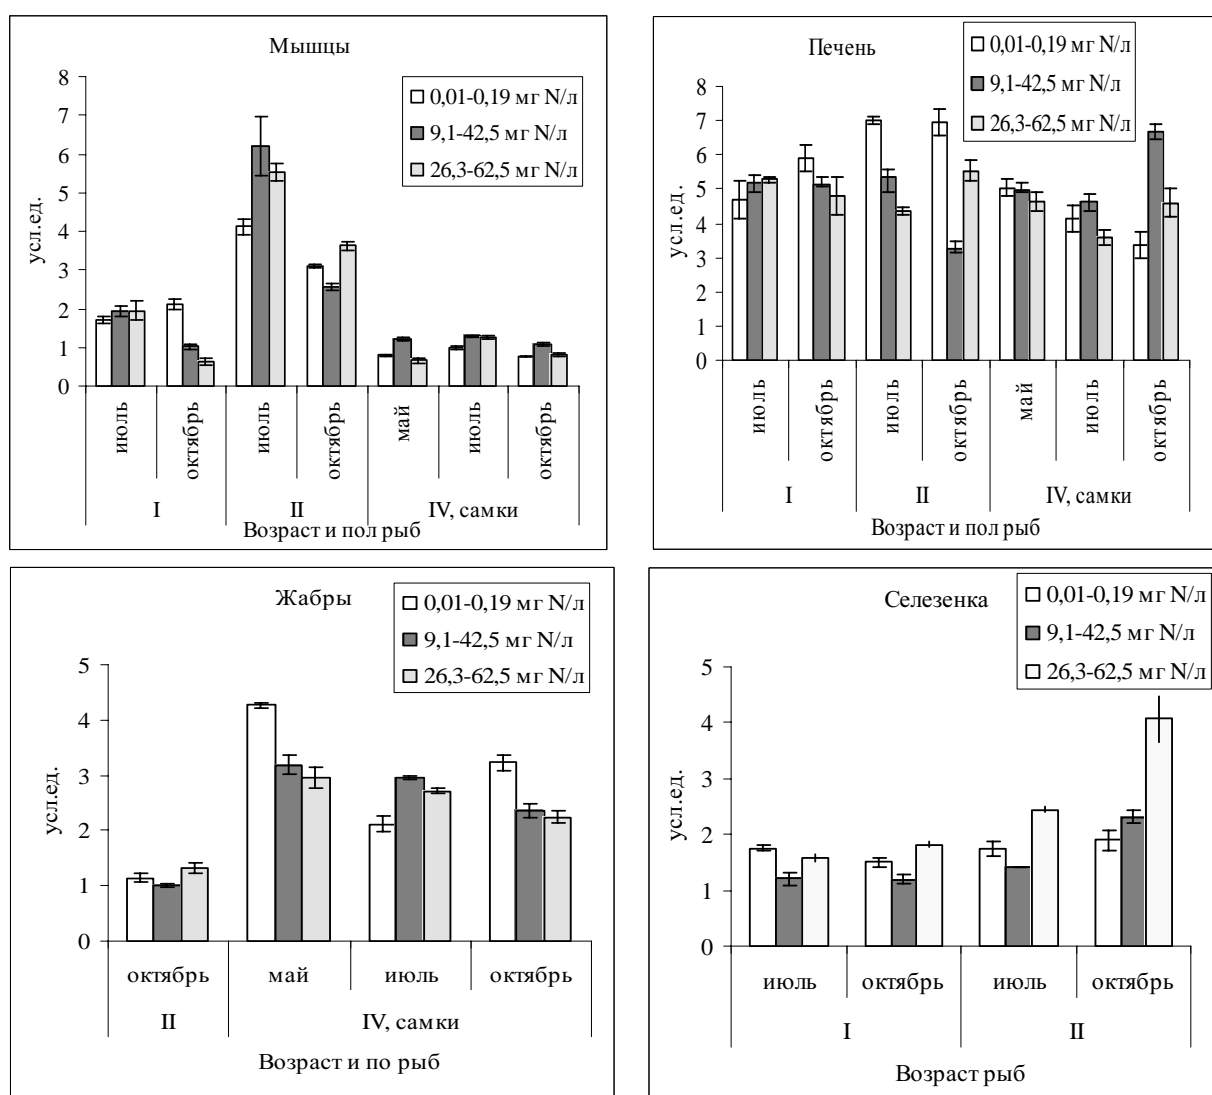 Мышцы
0,01-0,19 мг N/л
9,1-42,5 мг N/л
26,3-62,5 мг N/л
усл.ед.
8
7
6
5
4
3
2
1
0
июль октябрь июль октябрь май июль октябрь
I II IV, самки
Возраст и пол рыб
Печень
0,01-0,19 мг N/л
9,1-42,5 мг N/л
26,3-62,5 мг N/л
усл.ед.
8
7
6
5
4
3
2
1
0
июль октябрь июль октябрь май июль октябрь
I II IV, самки
Возраст и пол рыб
Жабры
0,01-0,19 мг N/л
9,1-42,5 мг N/л
26,3-62,5 мг N/л
усл.ед.
5
4
3
2
1
0
октябрь май июль октябрь
II IV, самки
Возраст и по рыб
Селезенка
0,01-0,19 мг N/л
9,1-42,5 мг N/л
26,3-62,5 мг N/л
усл.ед.
5
4
3
2
1
0
июль октябрь июль октябрь
I II
Возраст рыб